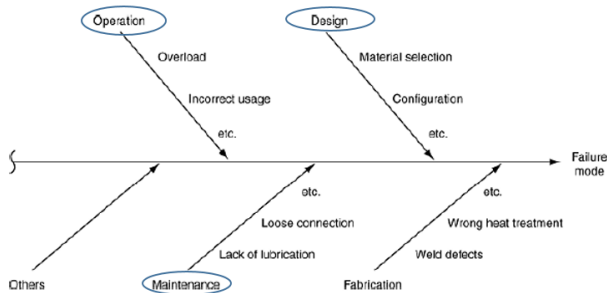 Operation
Design
Overload
Material selection
Incorrect usage
Configuration
etc.
etc.
Failure
mode
etc.
etc.
Loose connection
Wrong heat treatment
Lack of lubrication
Weld defects
Others
Maintenance
Fabrication